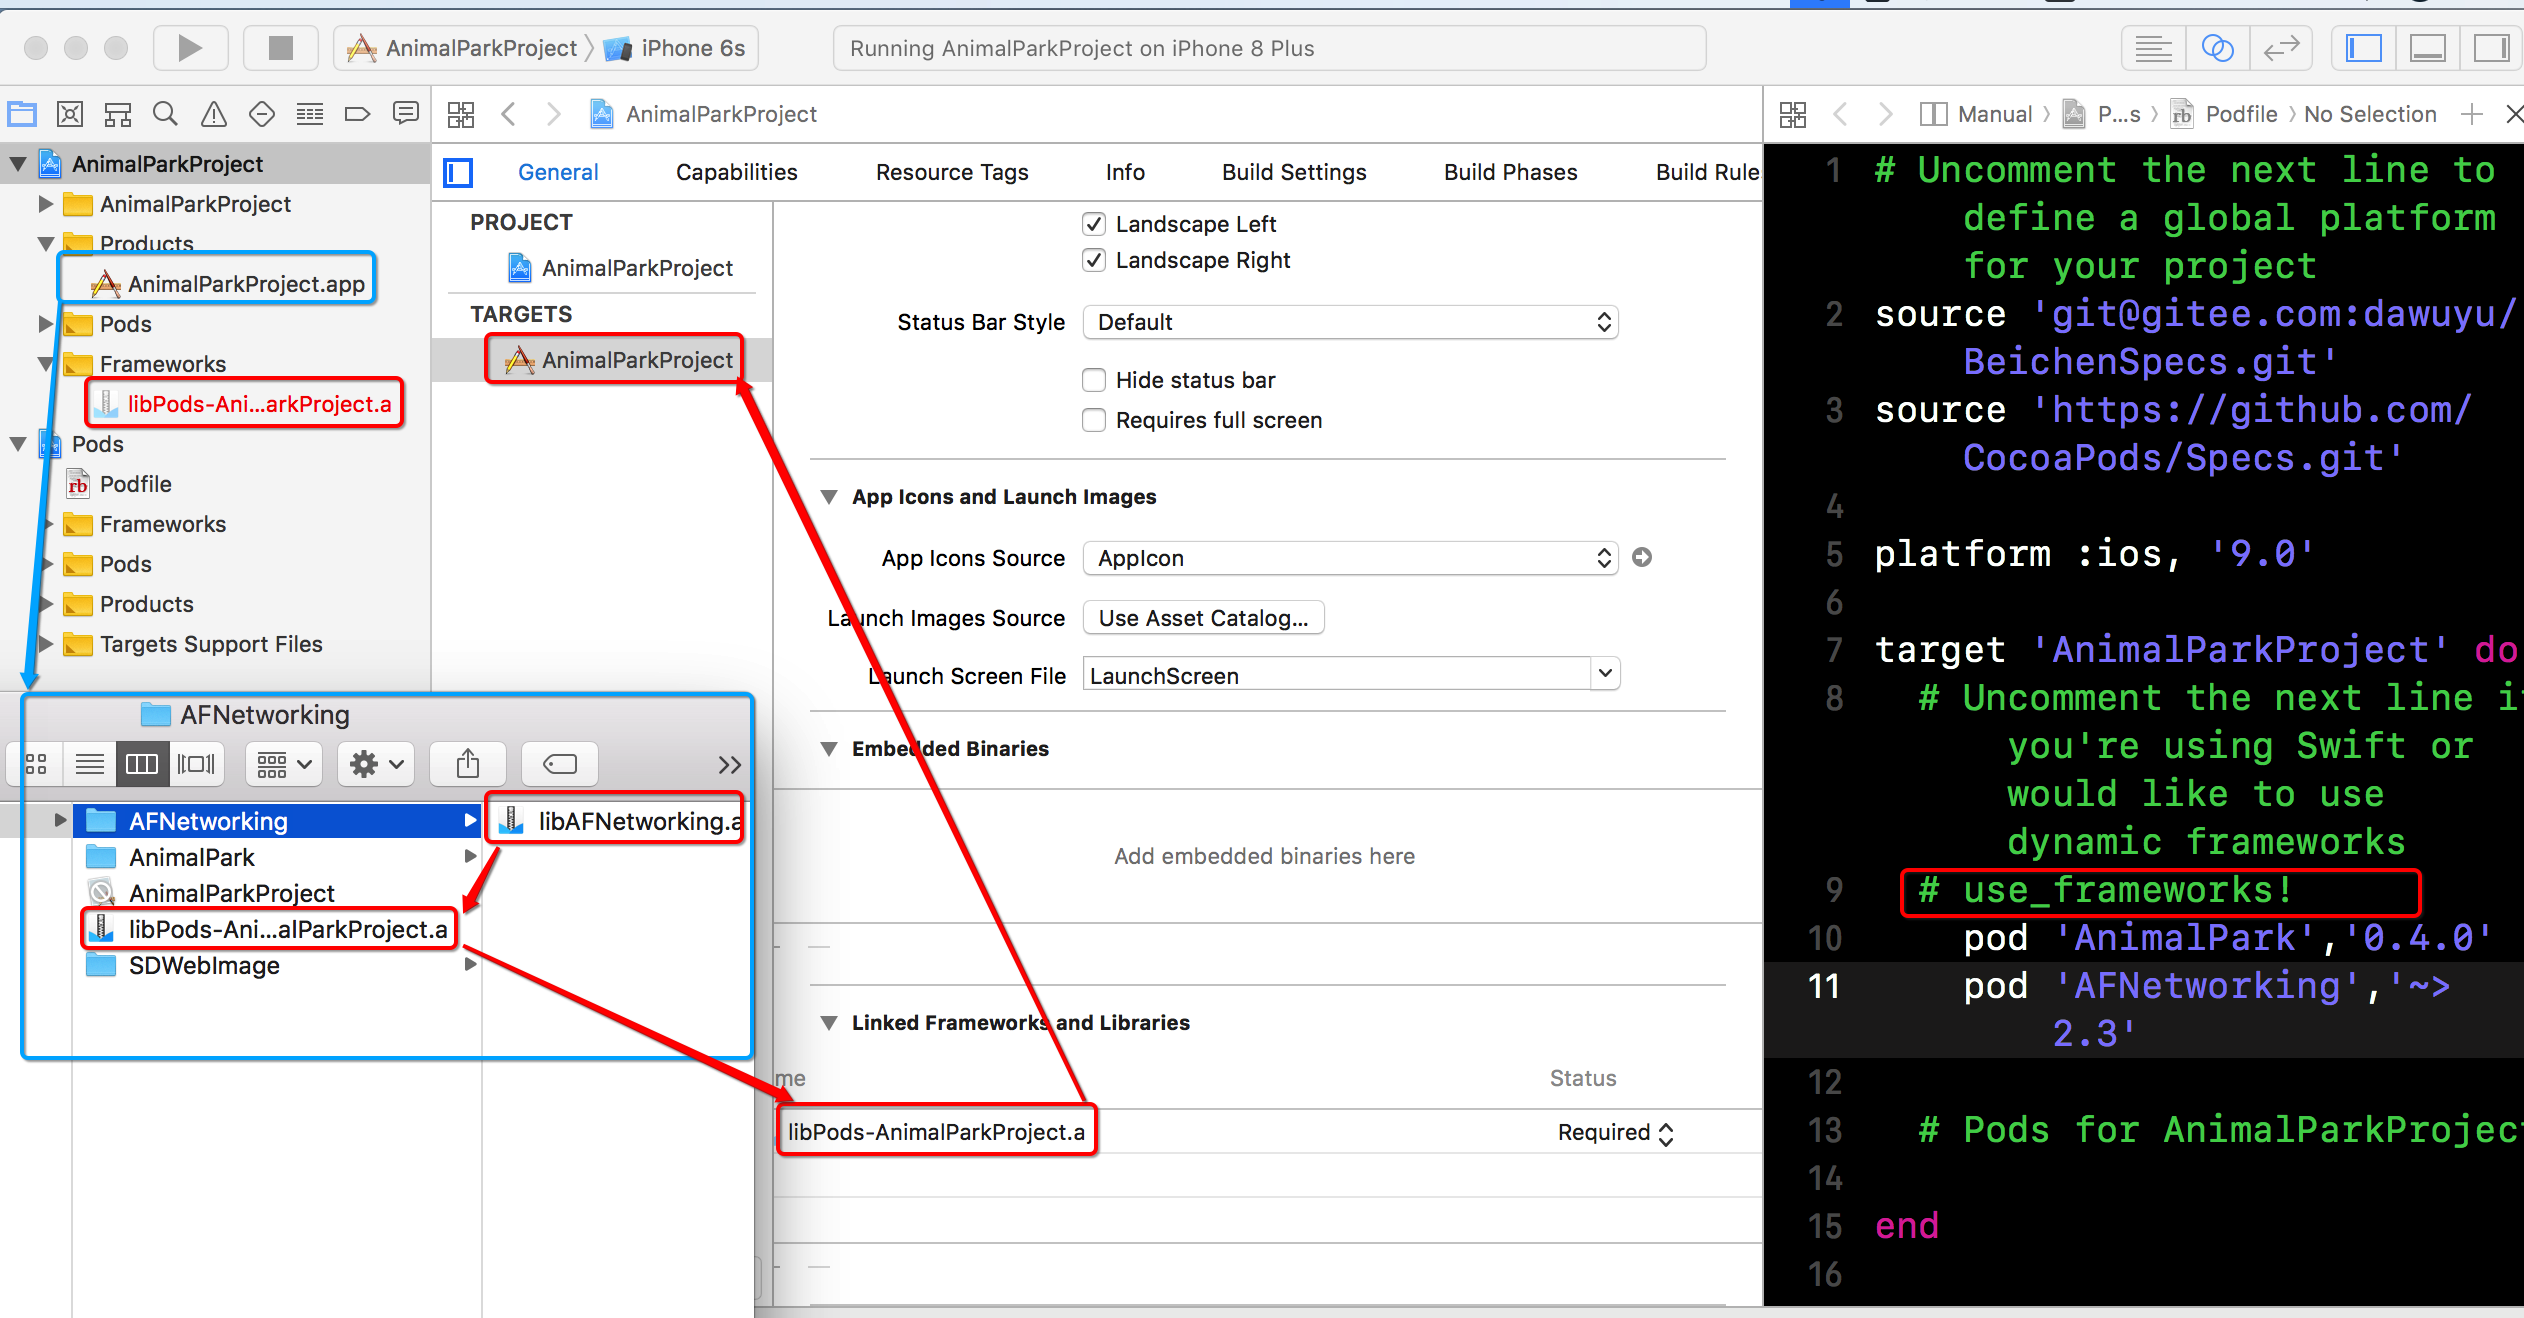 AnimalParkProject
iPhone 6s
Running AnimalParkProject on iPhone 8 Plus
AnimalParkProject
AnimalParkProject
Products
AnimalParkProject.app
Pods
Frameworks
libPods-Ani...arkProject.a
Pods
Podfile
Frameworks
Pods
Products
Targets Support Files
AFNetworking
AFNetworking
AnimalPark
AnimalParkProject
libPods-Ani...alParkProject.a
SDWebImage
libAFNetworking.a
AnimalParkProject
General
Capabilities
Resource Tags
Info
Build Settings
Build Phases
Build Rule
PROJECT
AnimalParkProject
TARGETS
AnimalParkProject
Landscape Left
Landscape Right
Status Bar Style
Default
Hide status bar
Requires full screen
App Icons and Launch Images
App Icons Source
AppIcon
Launch Images Source
Use Asset Catalog...
Launch Screen File
LaunchScreen
Embedded Binaries
Add embedded binaries here
Linked Frameworks and Libraries
me
Status
libPods-AnimalParkProject.a
Required
Manual
P...s
rb
Podfile
No Selection
1 # Uncomment the next line to
define a global platform
for your project
2 source 'git@gitee.com:dawuyu/
BeichenSpecs.git'
3 source 'https://github.com/
CocoaPods/Specs.git'
4
5 platform :ios, '9.0'
6
7 target 'AnimalParkProject' do
8 # Uncomment the next line if
you're using Swift or
would like to use
dynamic frameworks
9 # use_frameworks!
10 pod 'AnimalPark','0.4.0'
11 pod 'AFNetworking','~>
2.3'
12
13 # Pods for AnimalParkProject
14
15 end
16